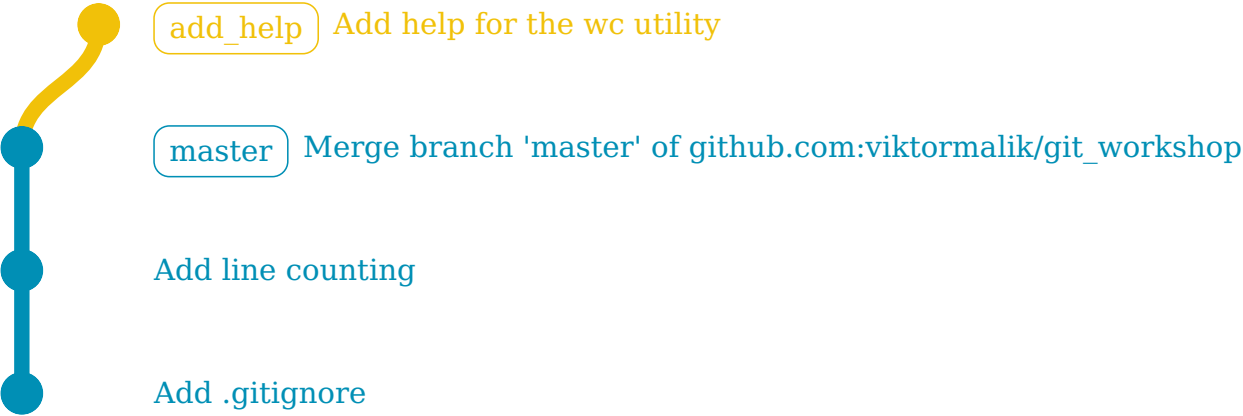 add_help Add help for the wc utility
master Merge branch 'master' of github.com:viktormalik/git_workshop
Add line counting
Add .gitignore